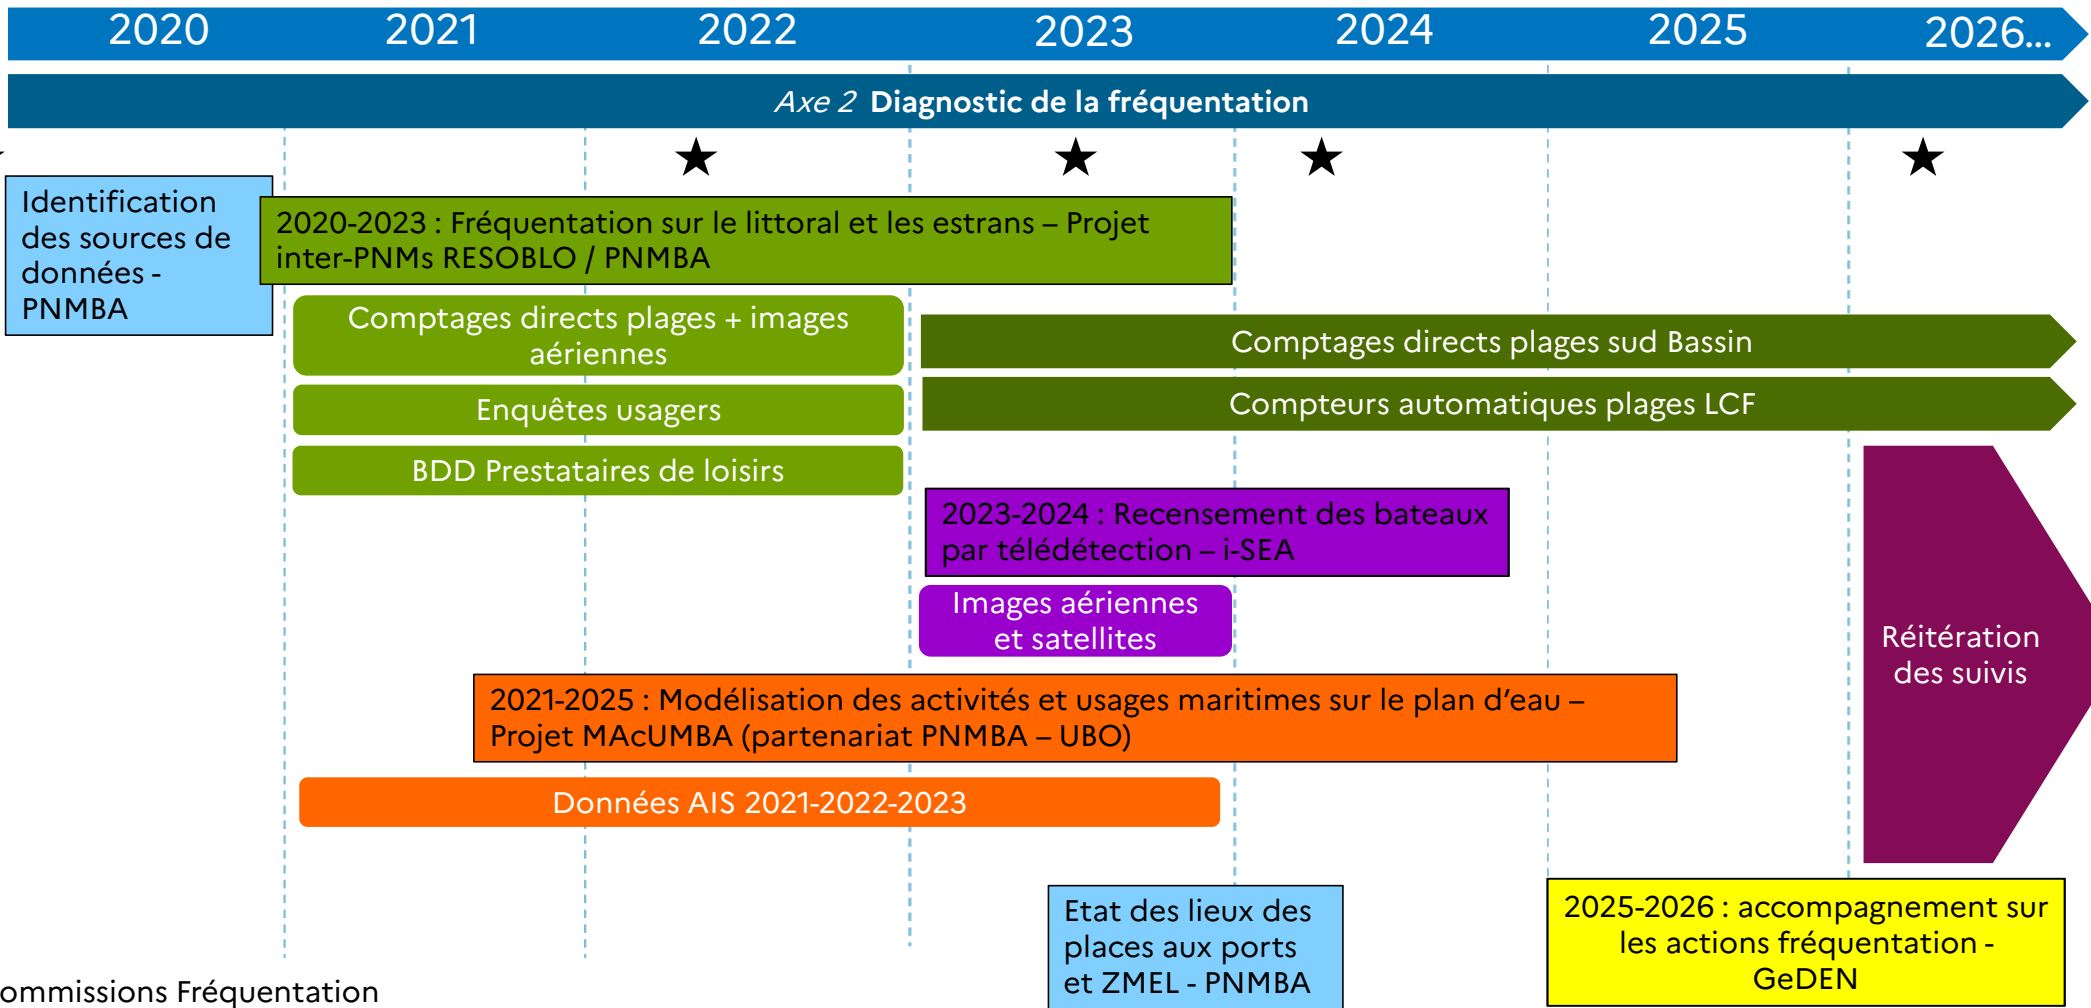 2020 2021 2022 2023 2024 2025 2026...
Axe 2 Diagnostic de la fréquentation
Identification
des sources de
données -
PNMBA
2020-2023 : Fréquentation sur le littoral et les estrans – Projet
inter-PNMs RESOBLO / PNMBA
Comptages directs plages + images
aériennes
Comptages directs plages sud Bassin
Enquêtes usagers
Compteurs automatiques plages LCF
BDD Prestataires de loisirs
2023-2024 : Recensement des bateaux
par télédétection – i-SEA
Images aériennes
et satellites
Réitération
des suivis
2021-2025 : Modélisation des activités et usages maritimes sur le plan d'eau –
Projet MAcUMBA (partenariat PNMBA – UBO)
Données AIS 2021-2022-2023
Etat des lieux des
places aux ports
et ZMEL - PNMBA
2025-2026 : accompagnement sur
les actions fréquentation -
GeDEN
ommissions Fréquentation